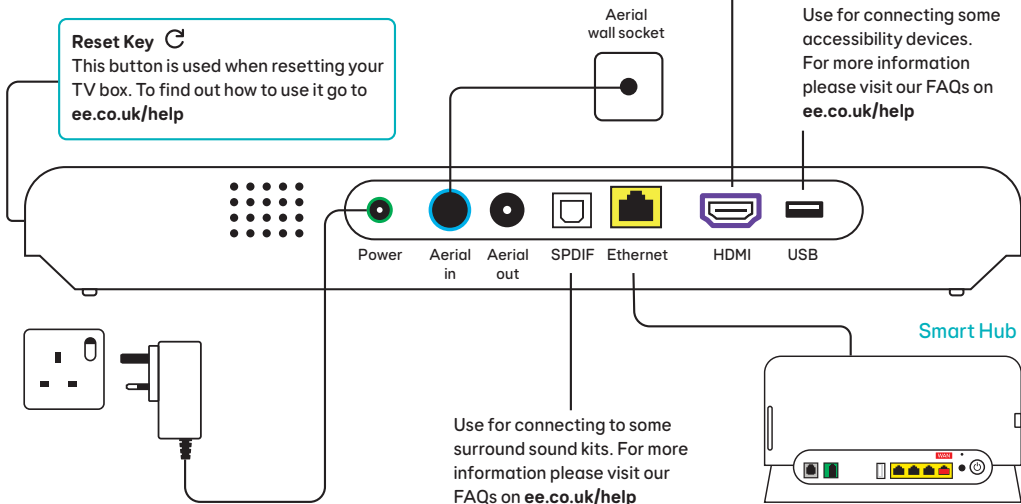 Reset Key
This button is used when resetting your
TV box. To find out how to use it go to
ee.co.uk/help
Aerial
wall socket
Use for connecting some
accessibility devices.
For more information
please visit our FAQs on
ee.co.uk/help
Power
Aerial
in
Aerial
out
SPDIF
Ethernet
HDMI
USB
Smart Hub
WAN
Use for connecting to some
surround sound kits. For more
information please visit our
FAQs on ee.co.uk/help